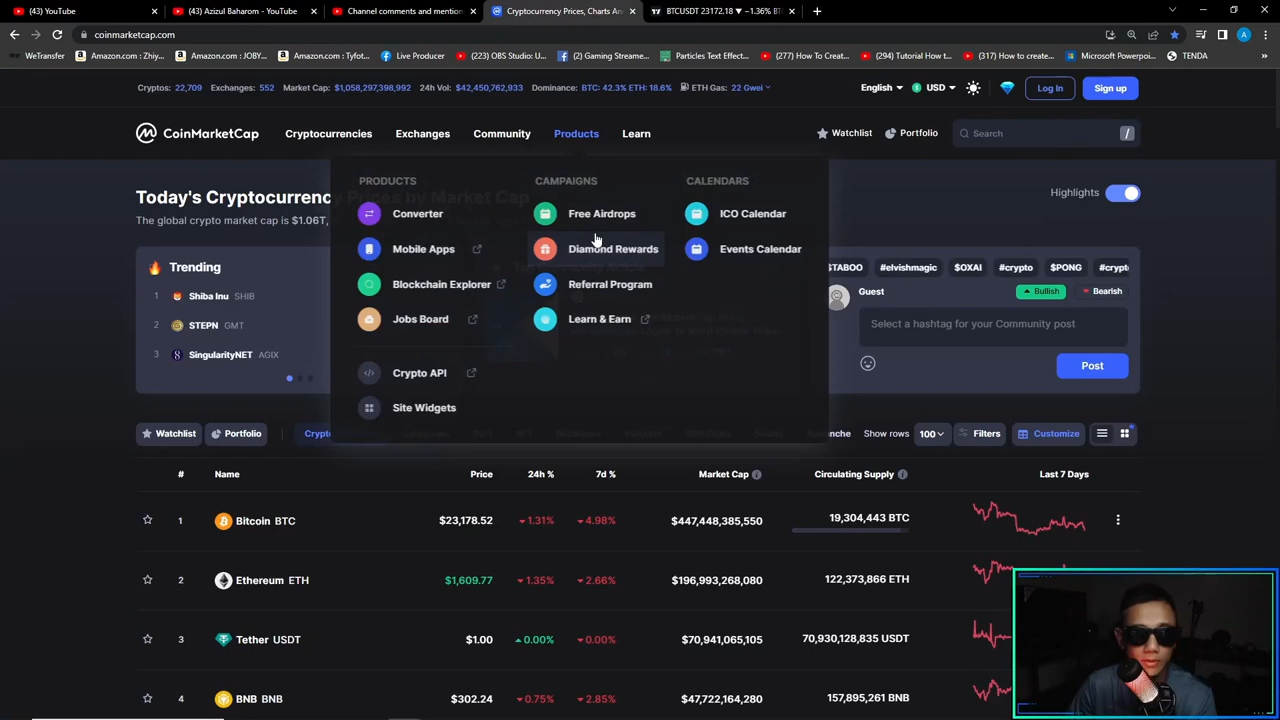 (43) YouTube
(43) Azizul Baharom - YouTube
Channel comments and mention
Cryptocurrency Prices, Charts An
BTCUSDT 23172.18 ▼ −1.36% BT
coinmarketcap.com
WeTransfer
Amazon.com : Zhiy...
Amazon.com: JOBY...
Amazon.com : Tyfot...
Live Producer
(223) OBS Studio: U...
(2) Gaming Streame...
Particles Text Effect...
(277) How To Creat...
(294) Tutorial How t...
(317) How to create...
Microsoft Powerpoi...
TENDA
Cryptos: 22,709 Exchanges: 552 Market Cap: $1,058,297,398,992 24h Vol: $42,450,762,933 Dominance: BTC: 42.3% ETH: 18.6% ETH Gas: 22 Gwei
English
USD
Log In
Sign up
CoinMarketCap
Cryptocurrencies
Exchanges
Community
Products
Learn
Watchlist
Portfolio
Search
/
Today's Cryptocurrency Prices by Market Cap
The global crypto market cap is $1.06T,
Highlights
PRODUCTS
Converter
Mobile Apps
Blockchain Explorer
Jobs Board
Crypto API
Site Widgets
CAMPAIGNS
Free Airdrops
Diamond Rewards
Referral Program
Learn & Earn
CALENDARS
ICO Calendar
Events Calendar
Trending
1 Shiba Inu SHIB
2 STEPN GMT
3 SingularityNET AGIX
$TABOO #elvishmagic $OXAI #crypto $PONG #crypt
Guest
Bullish
Bearish
Select a hashtag for your Community post
Post
Watchlist
Portfolio
Crypto
Show rows 100
Filters
Customize
# Name Price 24h % 7d % Market Cap Circulating Supply Last 7 Days
1 Bitcoin BTC $23,178.52 1.31% 4.98% $447,448,385,550 19,304,443 BTC
2 Ethereum ETH $1,609.77 1.35% 2.66% $196,993,268,080 122,373,866 ETH
3 Tether USDT $1.00 0.00% 0.00% $70,941,065,105 70,930,128,835 USDT
4 BNB BNB $302.24 0.75% 2.85% $47,722,164,280 157,895,261 BNB